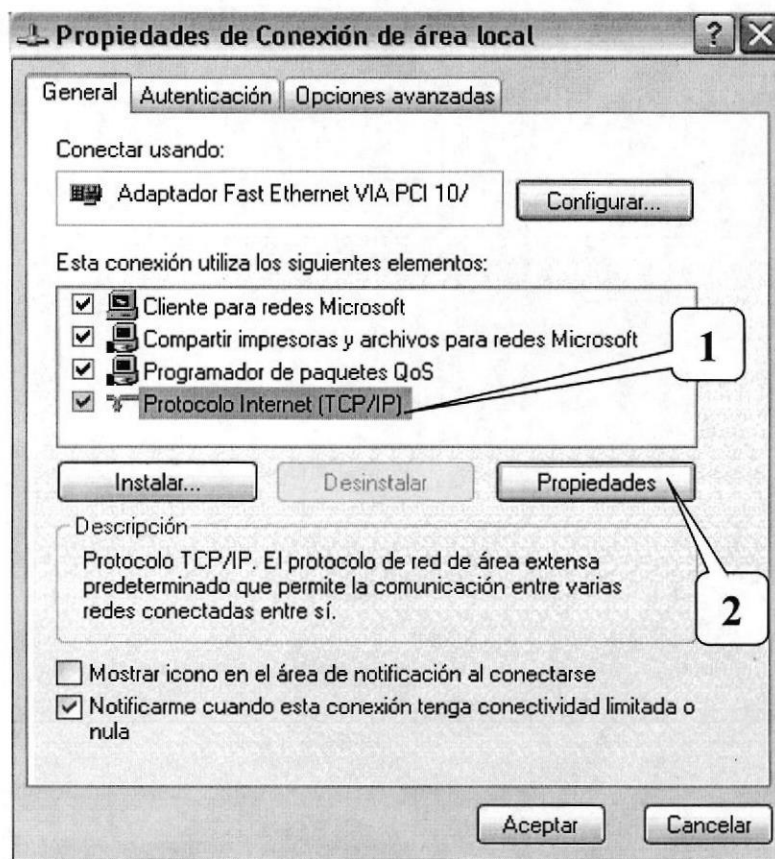 Propiedades de Conexión de área local
General Autenticación Opciones avanzadas
Conectar usando:
Adaptador Fast Ethernet VIA PCI 10/
Configurar...
Esta conexión utiliza los siguientes elementos:
Cliente para redes Microsoft
Compartir impresoras y archivos para redes Microsoft
Programador de paquetes QoS
Protocolo Internet (TCP/IP)
1
Instalar... Desinstalar Propiedades
Descripción
Protocolo TCP/IP. El protocolo de red de área extensa
predeterminado que permite la comunicación entre varias
redes conectadas entre sí.
2
Mostrar icono en el área de notificación al conectarse
Notificarme cuando esta conexión tenga conectividad limitada o
nula
Aceptar Cancelar